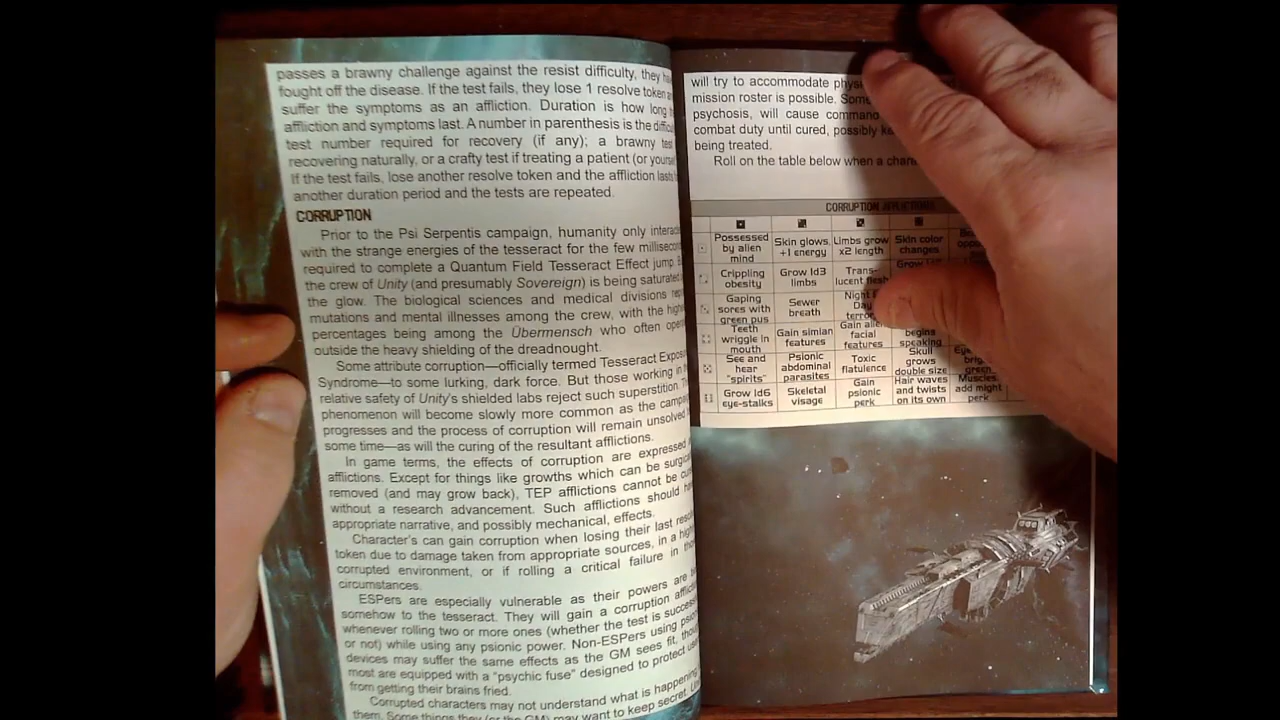 passes a brawny challenge against the resist difficulty, they
fought off the disease. If the test fails, they lose 1 resolve token
suffer the symptoms as an affliction. Duration is how long
affliction and symptoms last. A number in parenthesis is the
test number required for recovery (if any); a brawny
recovering naturally, or a crafty test if treating a patient (or
If the test fails, lose another resolve token and the affliction
another duration period and the tests are repeated.
CORRUPTION
Prior to the Psi Serpentis campaign, humanity only
with the strange energies of the tesseract for the few
required to complete a Quantum Field Tesseract Effect jump.
the crew of Unity (and presumably Sovereign) is being saturated
the glow. The biological sciences and medical divisions
mutations and mental illnesses among the crew, with the
percentages being among the Übermensch who often
outside the heavy shielding of the dreadnought.
Some attribute corruption—officially termed Tesseract
Syndrome—to some lurking, dark force. But those working in
relative safety of Unity's shielded labs reject such superstition.
phenomenon will become slowly more common as the
progresses and the process of corruption will remain unsolved
some time—as will the curing of the resultant afflictions.
In game terms, the effects of corruption are expressed
afflictions. Except for things like growths which can be
removed (and may grow back), TEP afflictions cannot be
without a research advancement. Such afflictions should
appropriate narrative, and possibly mechanical, effects.
Character's can gain corruption when losing their last
token due to damage taken from appropriate sources, in a
corrupted environment, or if rolling a critical failure in
circumstances.
ESPers are especially vulnerable as their powers are
somehow to the tesseract. They will gain a corruption
whenever rolling two or more ones (whether the test is
or not) while using any psionic power. Non-ESPers using
devices may suffer the same effects as the GM sees fit,
most are equipped with a "psychic fuse" designed to protect
from getting their brains fried.
Corrupted characters may not understand what is happening
them. Some things they (or the GM) may want to keep secret.
will try to accommodate
mission roster is possible.
psychosis, will cause
combat duty until cured, possibly
being treated.
Roll on the table below when a
CORRUPTION AFFLICTIONS
Possessed by alien mind | Skin glows, +1 energy | Limbs grow x2 length | Skin color changes
Crippling obesity | Grow 1d3 limbs | Trans-lucent flesh
Gaping sores with green pus | Sewer breath | Night
Teeth wriggle in mouth | Gain simian features | Gain alien facial features | begins speaking
See and hear "spirits" | Psionic abdominal parasites | Toxic flatulence | Skull grows double size | green
Grow 1d6 eye-stalks | Skeletal visage | Gain psionic perk | Hair waves and twists on its own | Muscles, add might perk